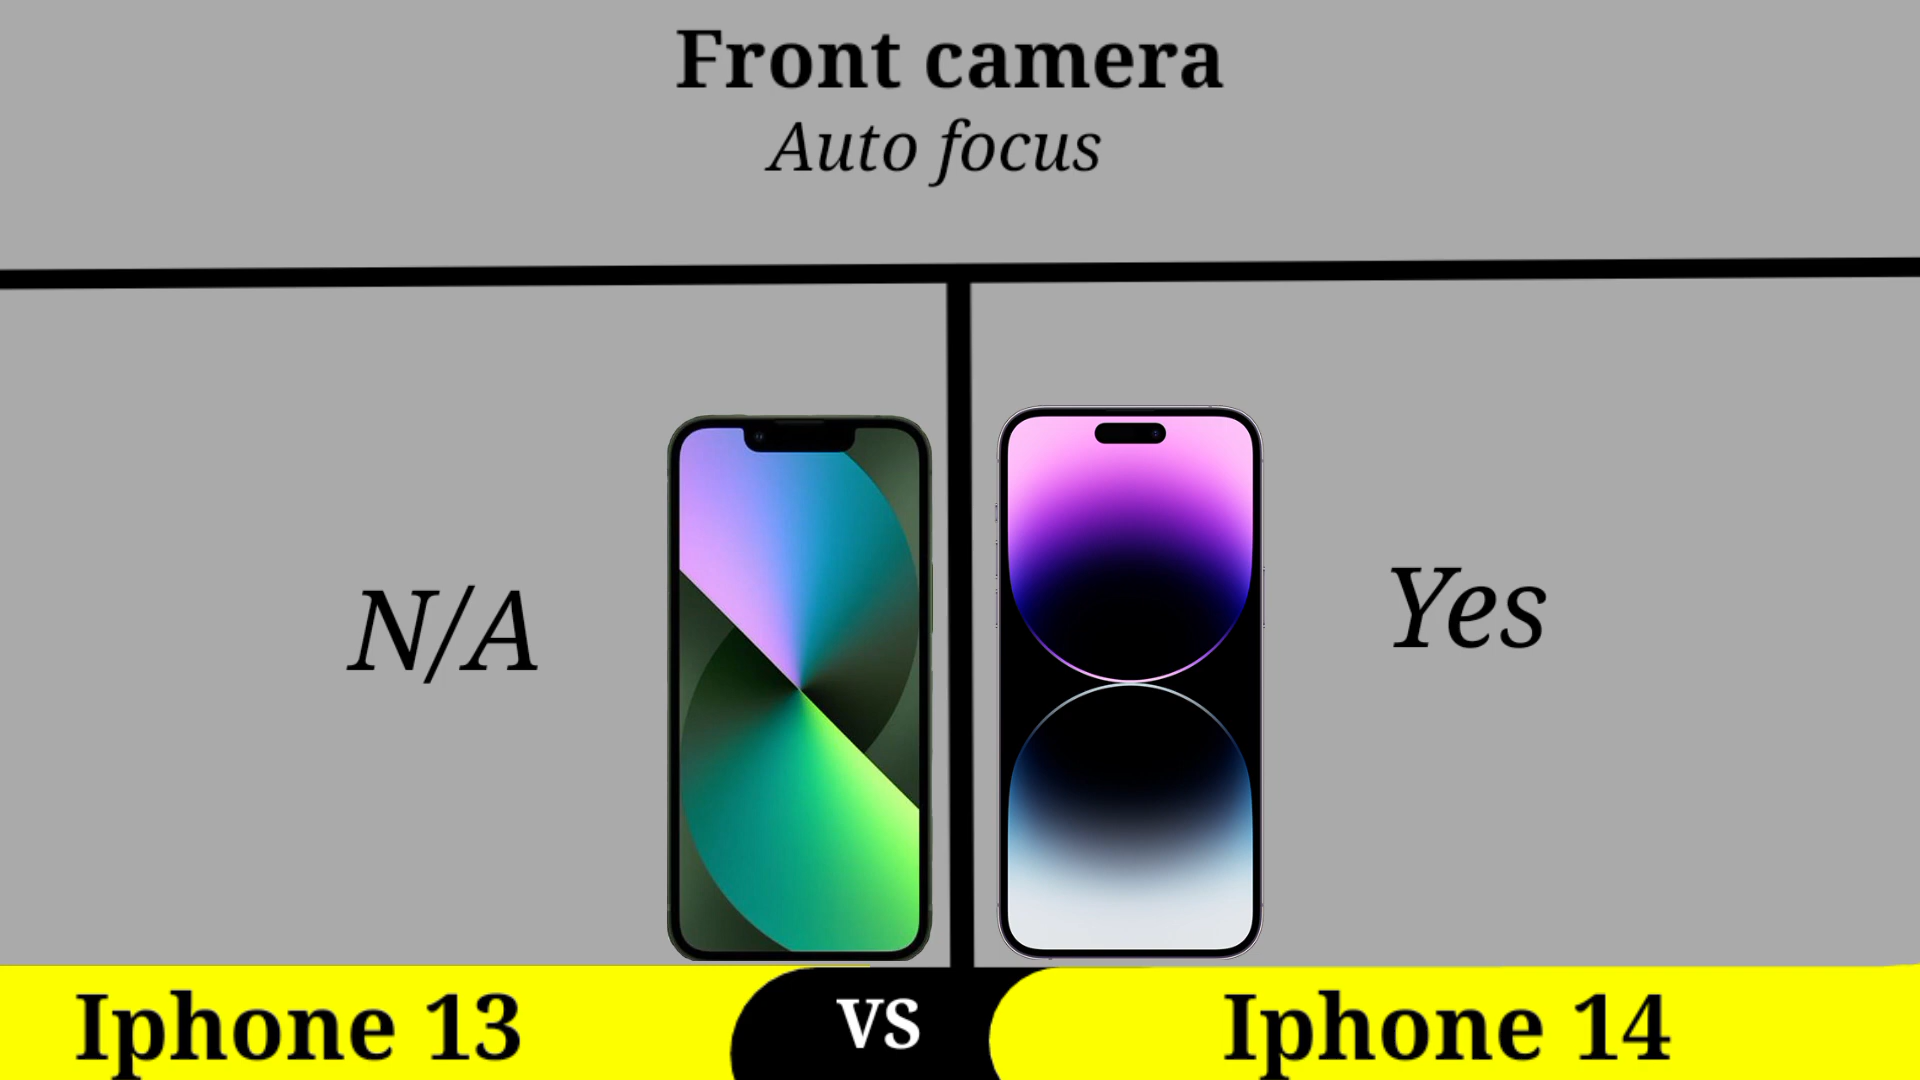 Front camera
Auto focus
N/A
Yes
Iphone 13
VS
Iphone 14